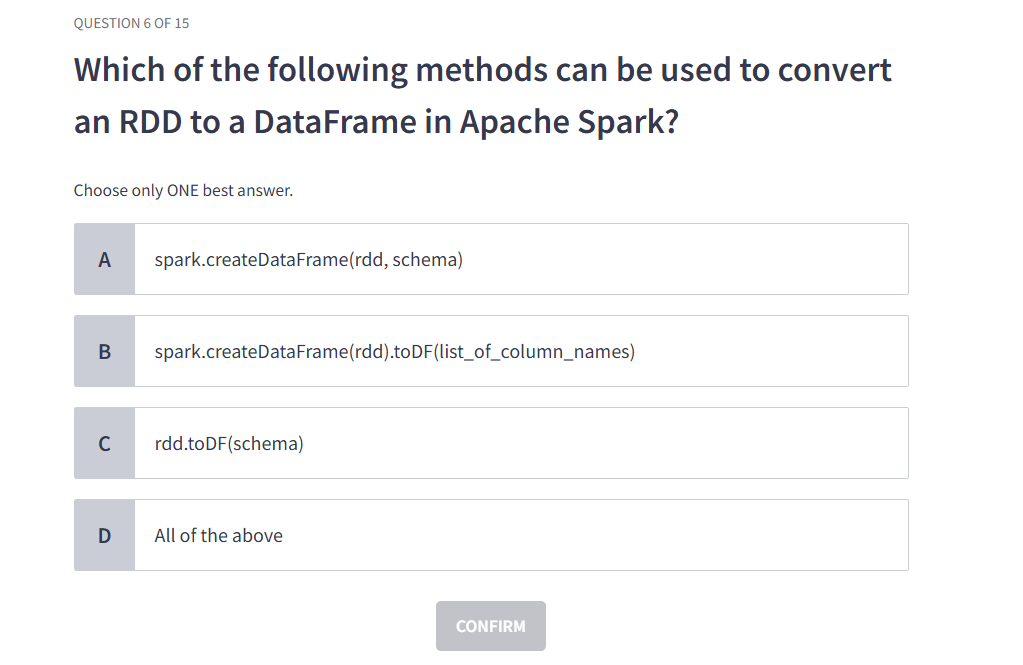 QUESTION 6 OF 15
Which of the following methods can be used to convert
an RDD to a DataFrame in Apache Spark?
Choose only ONE best answer.
A spark.createDataFrame(rdd, schema)
B spark.createDataFrame(rdd).toDF(list_of_column_names)
C rdd.toDF(schema)
D All of the above
CONFIRM